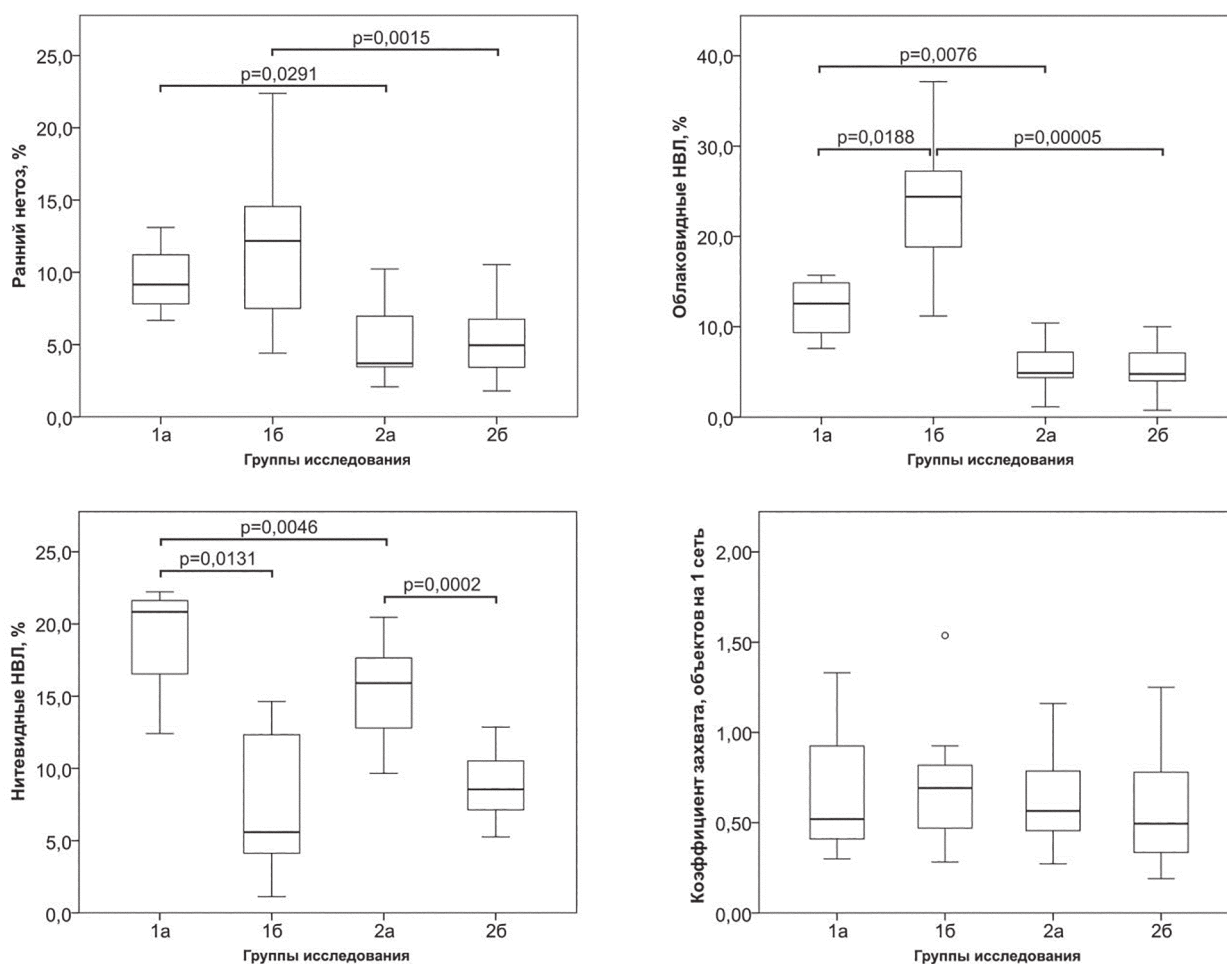 Ранний нетоз, %
25,0
20,0
15,0
10,0
5,0
0,0
p=0,0015
p=0,0291
1а 1б 2а 2б
Группы исследования
Облаковидные НВЛ, %
40,0
30,0
20,0
10,0
0,0
p=0,0076
p=0,0188 p=0,00005
1а 1б 2а 2б
Группы исследования
Нитевидные НВЛ, %
25,0
20,0
15,0
10,0
5,0
0,0
p=0,0046
p=0,0131
p=0,0002
1а 1б 2а 2б
Группы исследования
Коэффициент захвата, объектов на 1 сеть
2,00
1,50
1,00
0,50
0,00
1а 1б 2а 2б
Группы исследования